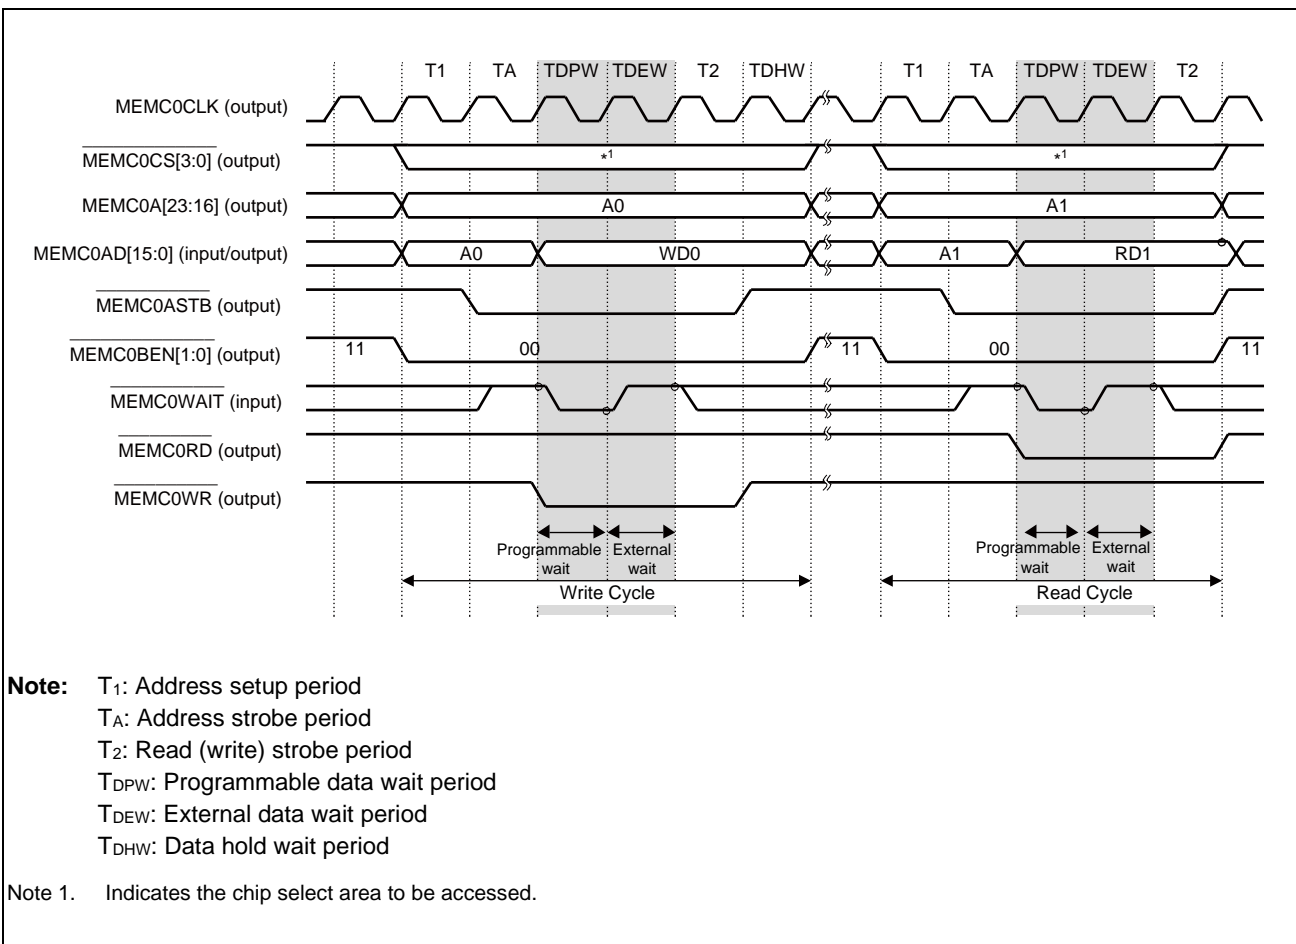 T1 TA TDPW TDEW T2 TDHW T1 TA TDPW TDEW T2
MEMC0CLK (output)
MEMC0CS[3:0] (output) *1 *1
MEMC0A[23:16] (output) A0 A1
MEMC0AD[15:0] (input/output) A0 WD0 A1 RD1
MEMC0ASTB (output)
MEMC0BEN[1:0] (output) 11 00 11 00 11
MEMC0WAIT (input)
MEMC0RD (output)
MEMC0WR (output)
Programmable External Programmable External
wait wait wait wait
Write Cycle Read Cycle
Note: T1: Address setup period
TA: Address strobe period
T2: Read (write) strobe period
TDPW: Programmable data wait period
TDEW: External data wait period
TDHW: Data hold wait period
Note 1. Indicates the chip select area to be accessed.